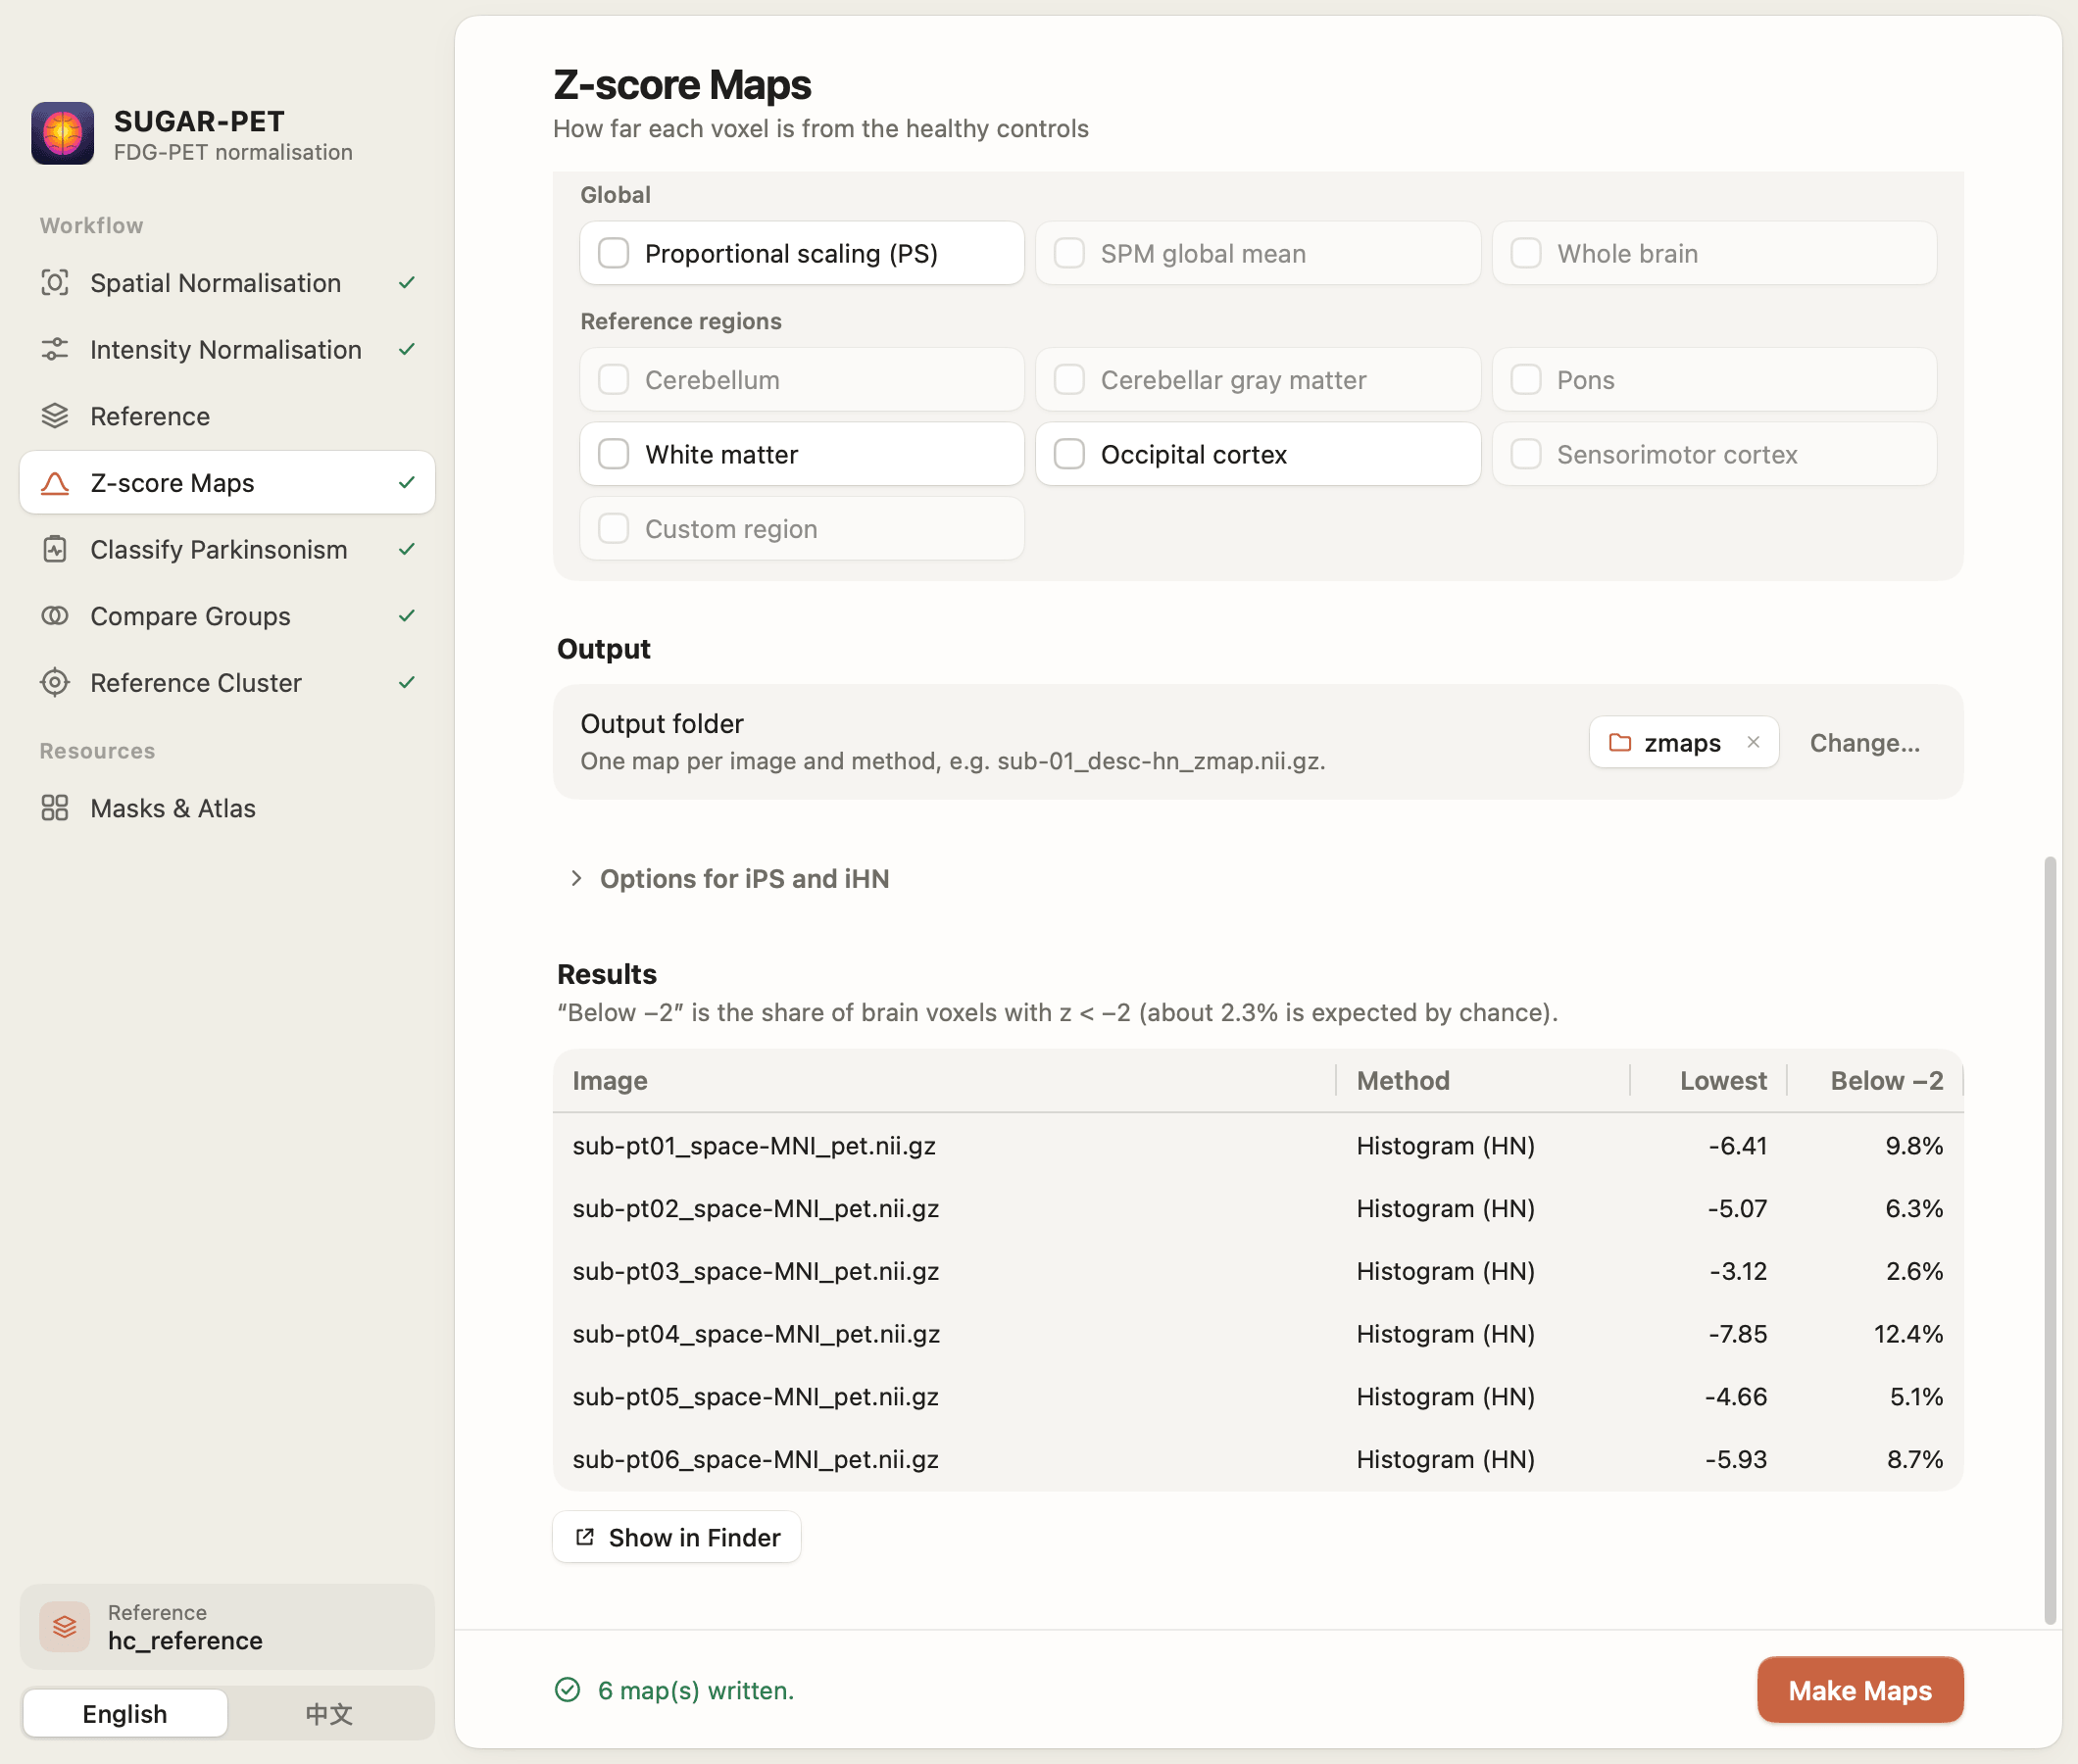 SUGAR-PET
FDG-PET normalisation
Workflow
Spatial Normalisation
Intensity Normalisation
Reference
Z-score Maps
Classify Parkinsonism
Compare Groups
Reference Cluster
Resources
Masks & Atlas
Reference
hc_reference
English
中文
Z-score Maps
How far each voxel is from the healthy controls
Global
Proportional scaling (PS)
SPM global mean
Whole brain
Reference regions
Cerebellum
Cerebellar gray matter
Pons
White matter
Occipital cortex
Sensorimotor cortex
Custom region
Output
Output folder
One map per image and method, e.g. sub-01_desc-hn_zmap.nii.gz.
zmaps ×
Change...
Options for iPS and iHN
Results
“Below −2” is the share of brain voxels with z < −2 (about 2.3% is expected by chance).
Image Method Lowest Below −2
sub-pt01_space-MNI_pet.nii.gz Histogram (HN) -6.41 9.8%
sub-pt02_space-MNI_pet.nii.gz Histogram (HN) -5.07 6.3%
sub-pt03_space-MNI_pet.nii.gz Histogram (HN) -3.12 2.6%
sub-pt04_space-MNI_pet.nii.gz Histogram (HN) -7.85 12.4%
sub-pt05_space-MNI_pet.nii.gz Histogram (HN) -4.66 5.1%
sub-pt06_space-MNI_pet.nii.gz Histogram (HN) -5.93 8.7%
Show in Finder
6 map(s) written.
Make Maps